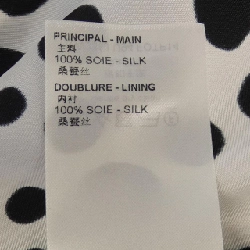 PRINCIPAL - MAIN
主料
100% SOIE - SILK
桑蚕丝
DOUBLURE - LINING
内衬
100% SOIE - SILK
桑蚕丝